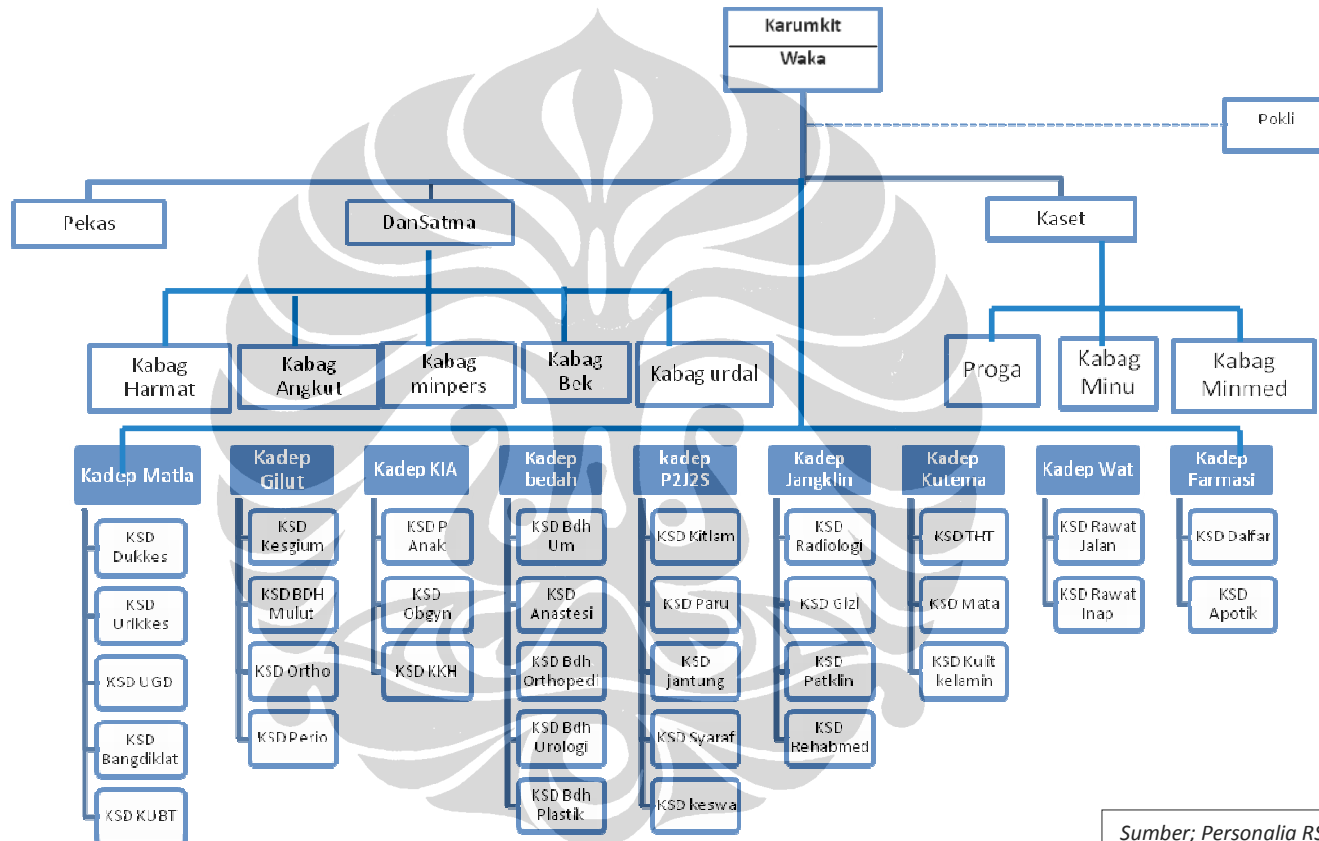 Karumkit
Waka
Pokli
Pekas
DanSatma
Kaset
Kabag
Harmat
Kabag
Angkut
Kabag
minpers
Kabag
Bek
Kabag urdal
Proga
Kabag
Minu
Kabag
Minmed
Kadep Matla
Kadep
Gilut
Kadep KIA
Kadep
bedah
kadep
P2J2S
Kadep
Jangklin
Kadep
Kutema
Kadep Wat
Kadep
Farmasi
KSD
Dukkes
KSD
Urikkes
KSD UGD
KSD
Bangdiklat
KSD KUBT
KSD
Kesgium
KSD BDH
Mulut
KSD Ortho
KSD Perio
KSD P
Anak
KSD
Obgyn
KSD KKH
KSD Bdh
Um
KSD
Anastesi
KSD Bdh
Orthopedi
KSD Bdh
Urologi
KSD Bdh
Plastik
KSD Kitlam
KSD Paru
KSD
jantung
KSD Syaraf
KSD keswa
KSD
Radiologi
KSD Gizi
KSD
Patklin
KSD
Rehabmed
KSD THT
KSD Mata
KSD Kulit
kelamin
KSD Rawat
Jalan
KSD Rawat
Inap
KSD Dalfar
KSD
Apotik
Sumber; Personalia RS